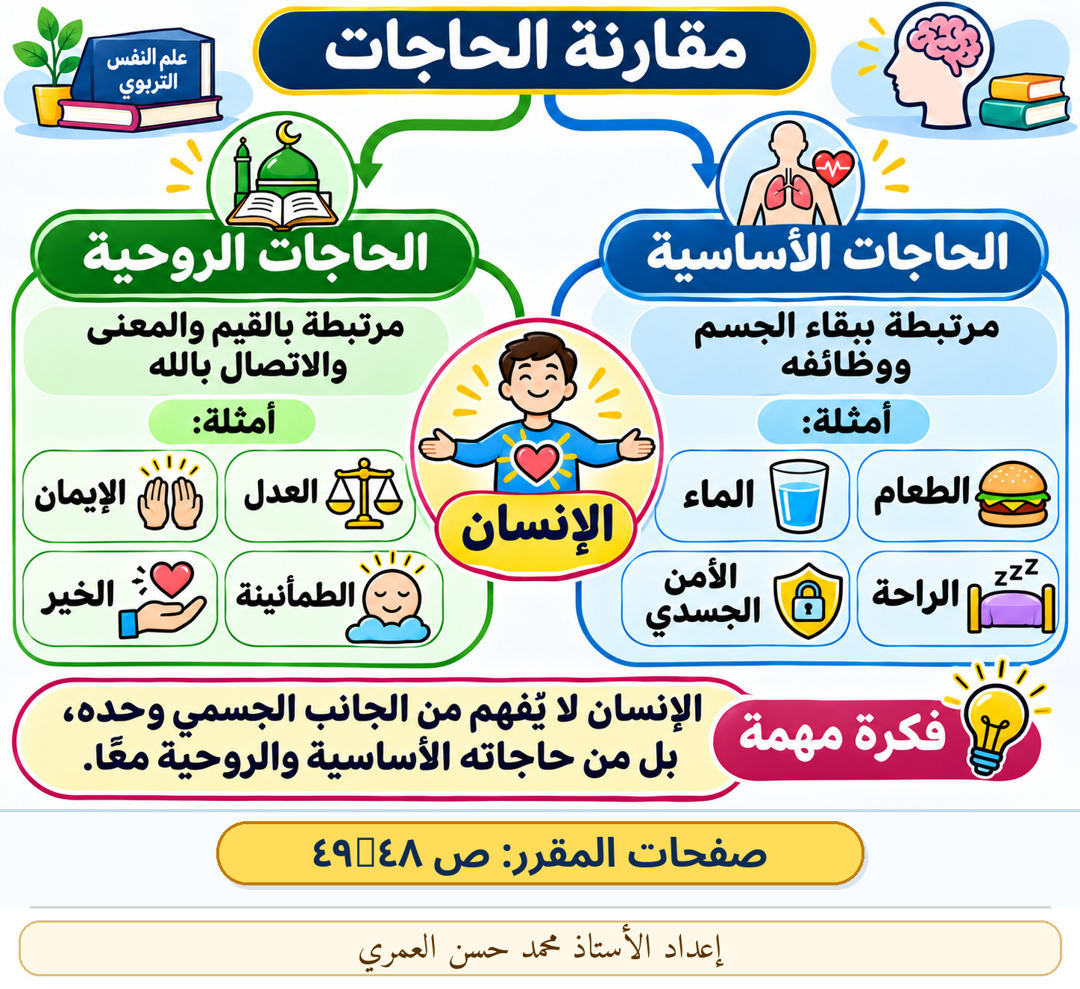 مقارنة الحاجات
علم النفس
التربوي
الحاجات الأساسية
مرتبطة ببقاء الجسم
ووظائفه
أمثلة:
الطعام
الماء
الراحة
zzZ
الأمن
الجسدي
الحاجات الروحية
مرتبطة بالقيم والمعنى
والاتصال بالله
أمثلة:
العدل
الإيمان
الطمأنينة
الخير
الإنسان
فكرة مهمة
الإنسان لا يّفهم من الجانب الجسمي وحده،
بل من حاجاته الأساسية والروحية معًا.
صفحات المقرر: ص ٤٨▯٤٩
إعداد الأستاذ محمد حسن العمري